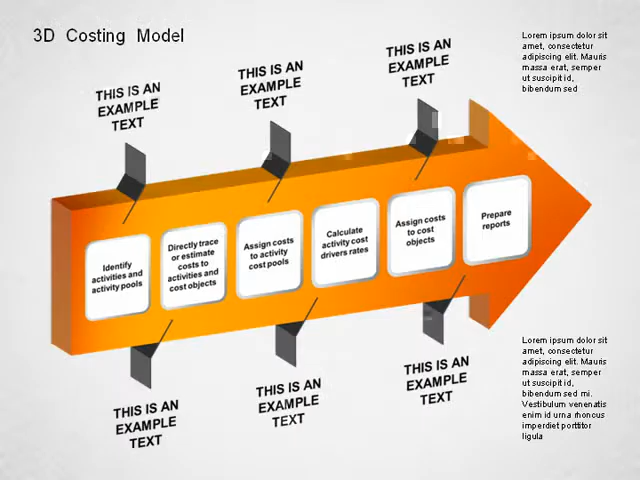 3D Costing Model
THIS IS AN
EXAMPLE
TEXT
THIS IS AN
EXAMPLE
TEXT
THIS IS AN
EXAMPLE
TEXT
Lorem ipsum dolor sit
amet, consectetur
adipiscing elit. Mauris
massa erat, semper
ut suscipit id,
bibendum sed
Identify
activities and
activity pools
Directly trace
or estimate
costs to
activities and
cost objects
Assign costs
to activity
cost pools
Calculate
activity cost
drivers rates
Assign costs
to cost
objects
Prepare
reports
THIS IS AN
EXAMPLE
TEXT
THIS IS AN
EXAMPLE
TEXT
THIS IS AN
EXAMPLE
TEXT
Lorem ipsum dolor sit
amet, consectetur
adipiscing elit. Mauris
massa erat, semper
ut suscipit id,
bibendum sed mi.
Vestibulum venenatis
enim id urna rhoncus
imperdiet porttitor
ligula